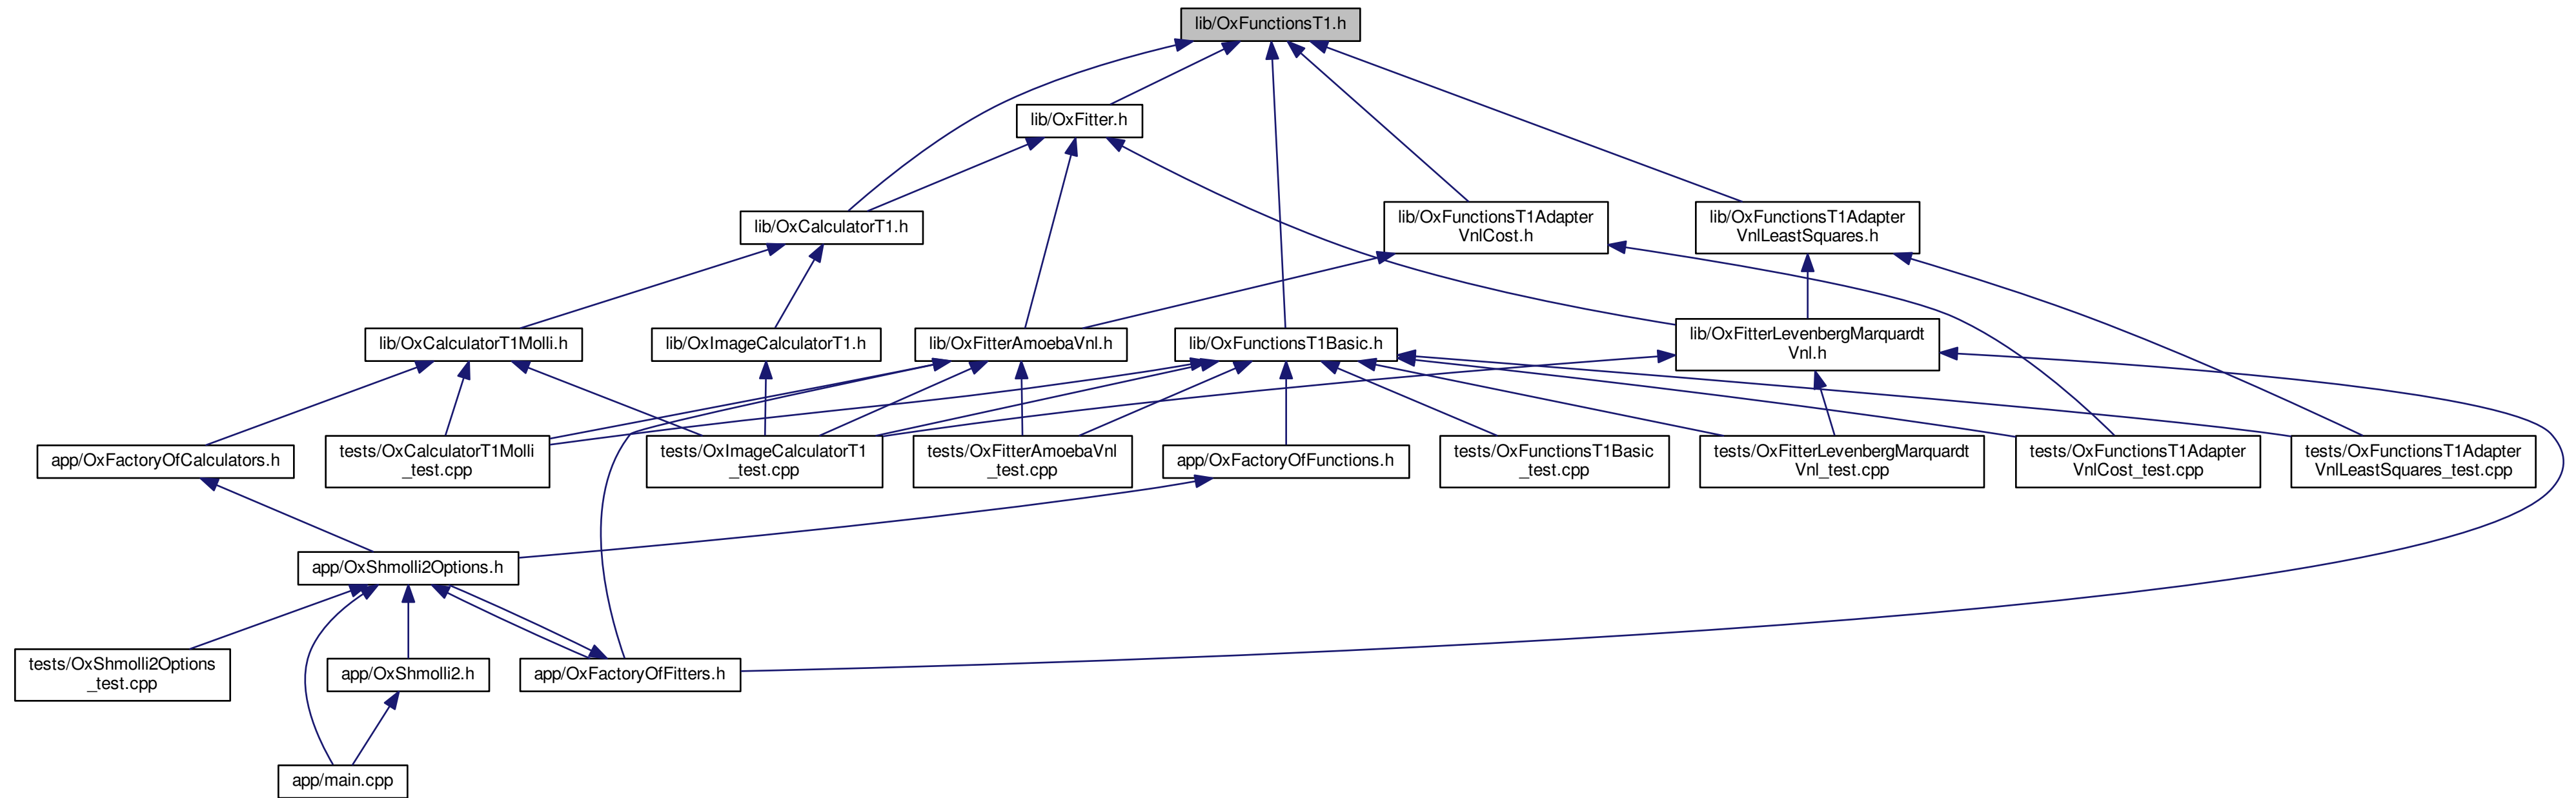 lib/OxFunctionsT1.h
lib/OxFitter.h
lib/OxCalculatorT1.h
lib/OxFunctionsT1Adapter
VnlCost.h
lib/OxFunctionsT1Adapter
VnlLeastSquares.h
lib/OxCalculatorT1Molli.h
lib/OxImageCalculatorT1.h
lib/OxFitterAmoebaVnl.h
lib/OxFunctionsT1Basic.h
lib/OxFitterLevenbergMarquardt
Vnl.h
app/OxFactoryOfCalculators.h
tests/OxCalculatorT1Molli
_test.cpp
tests/OxImageCalculatorT1
_test.cpp
tests/OxFitterAmoebaVnl
_test.cpp
app/OxFactoryOfFunctions.h
tests/OxFunctionsT1Basic
_test.cpp
tests/OxFitterLevenbergMarquardt
Vnl_test.cpp
tests/OxFunctionsT1Adapter
VnlCost_test.cpp
tests/OxFunctionsT1Adapter
VnlLeastSquares_test.cpp
app/OxShmolli2Options.h
tests/OxShmolli2Options
_test.cpp
app/OxShmolli2.h
app/OxFactoryOfFitters.h
app/main.cpp